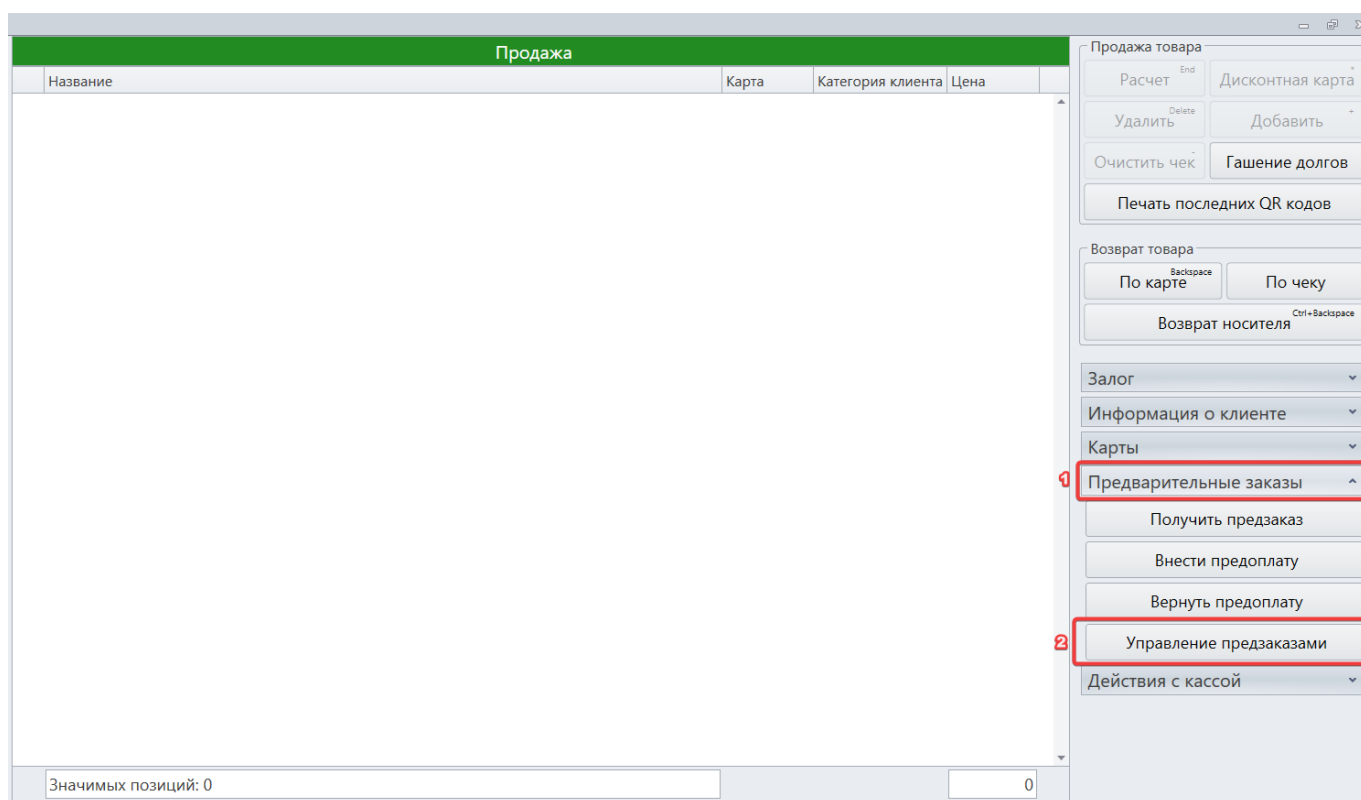 Продажа
Название Карта Категория клиента Цена
Значимых позиций: 0 0
Продажа товара
Расчет End Дисконтная карта *
Удалить Delete Добавить +
Очистить чек - Гашение долгов
Печать последних QR кодов
Возврат товара
По карте Backspace По чеку
Возврат носителя Ctrl+Backspace
Залог
Информация о клиенте
Карты
1 Предварительные заказы
Получить предзаказ
Внести предоплату
Вернуть предоплату
2 Управление предзаказами
Действия с кассой